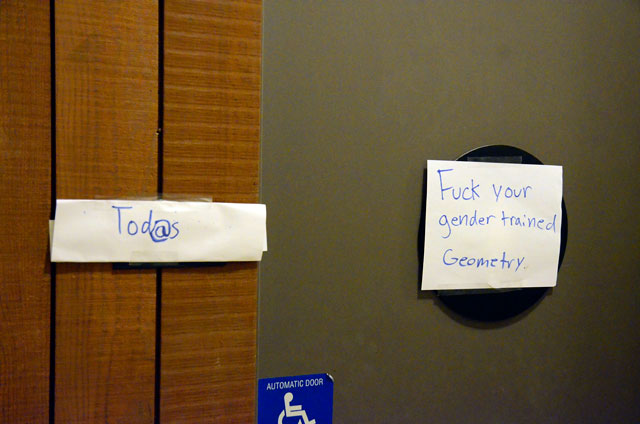 Tod@s
Fuck your
gender trained
Geometry.
AUTOMATIC DOOR